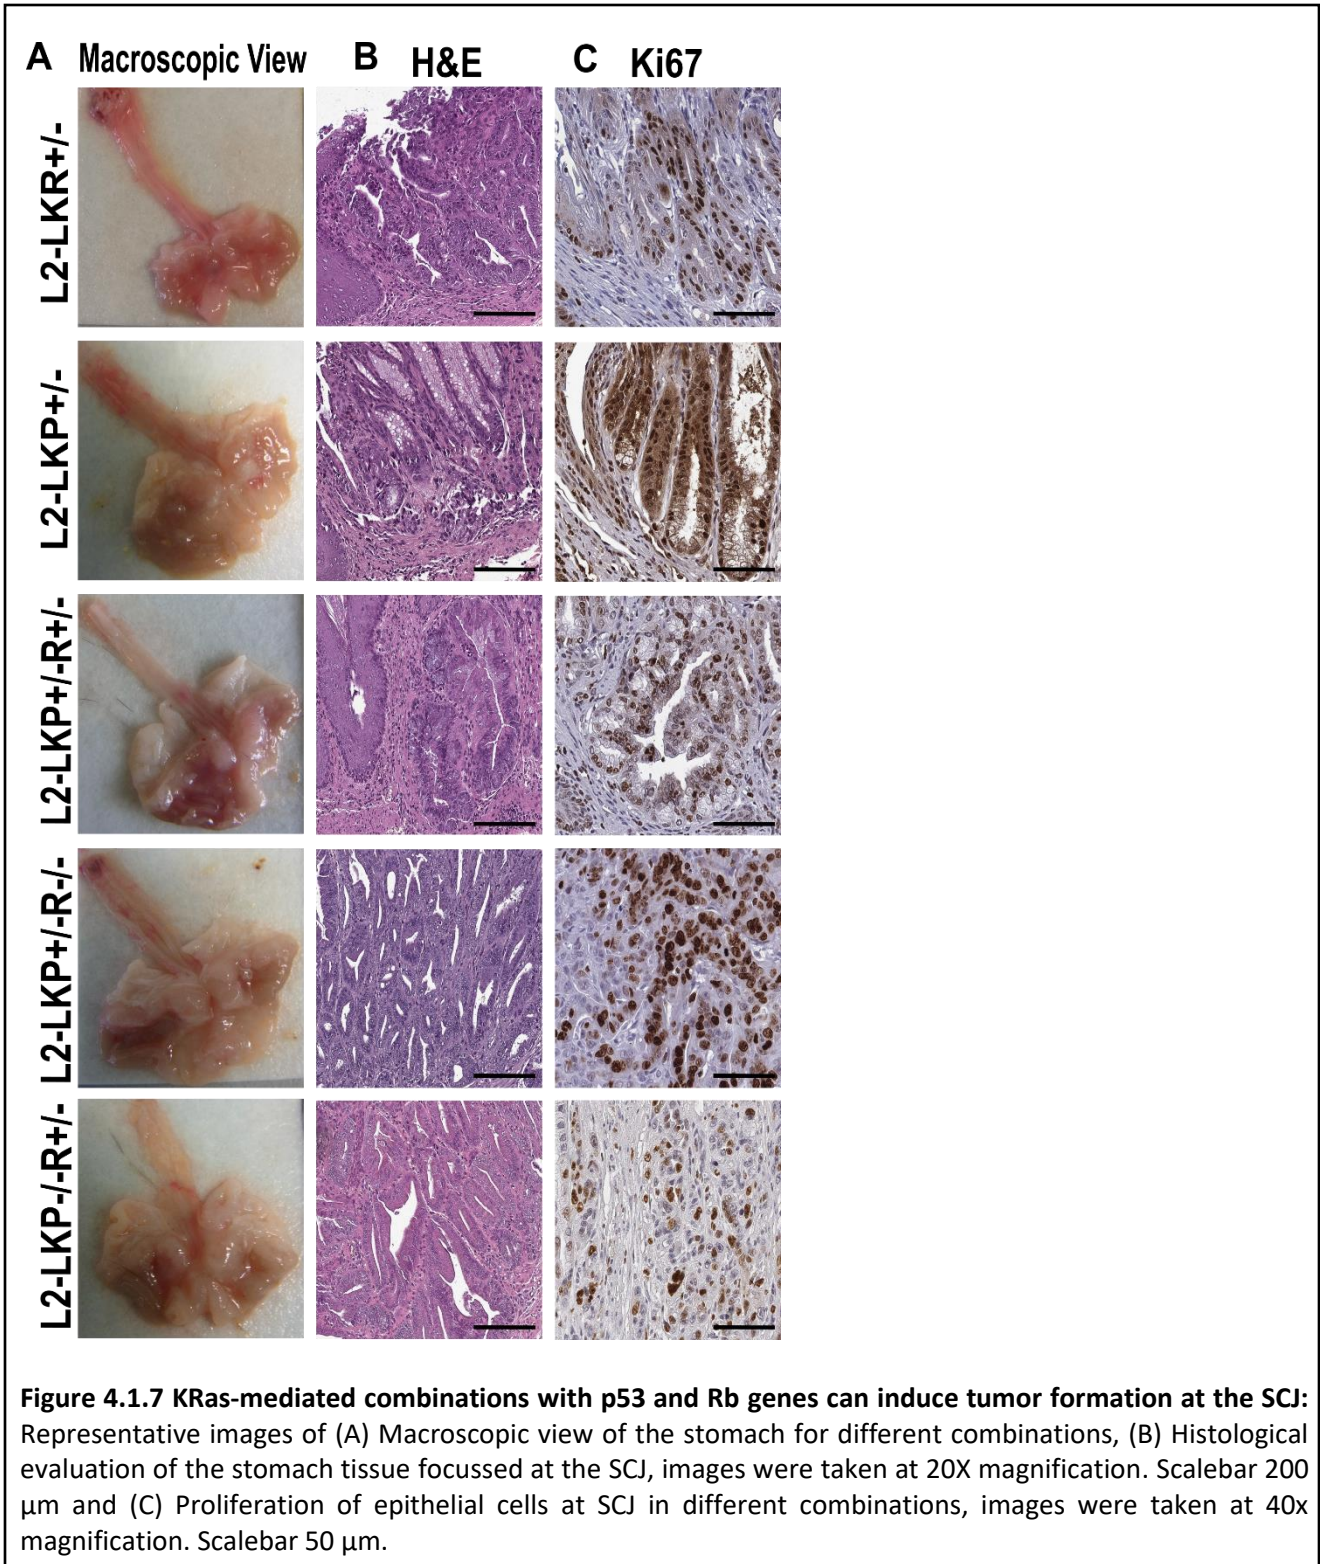 A Macroscopic View B H&E C Ki67
L2-LKR+/-
L2-LKP+/-
L2-LKP+/-R+/-
L2-LKP+/-R-/-
L2-LKP-/-R+/-
Figure 4.1.7 KRas-mediated combinations with p53 and Rb genes can induce tumor formation at the SCJ:
Representative images of (A) Macroscopic view of the stomach for different combinations, (B) Histological
evaluation of the stomach tissue focussed at the SCJ, images were taken at 20X magnification. Scalebar 200
µm and (C) Proliferation of epithelial cells at SCJ in different combinations, images were taken at 40x
magnification. Scalebar 50 µm.